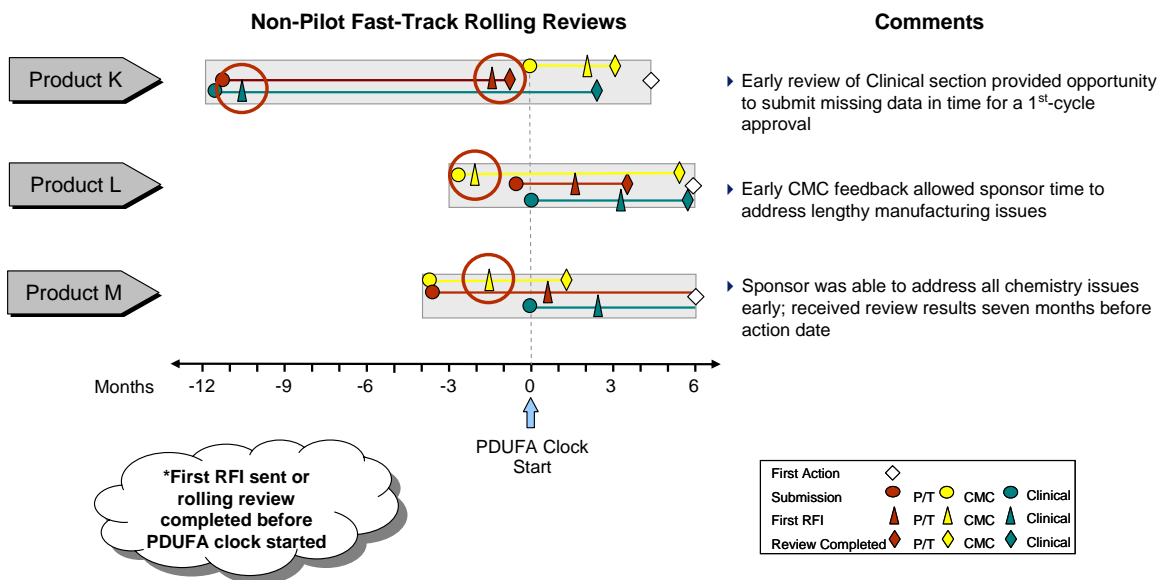 Non-Pilot Fast-Track Rolling Reviews
Comments
Product K
Early review of Clinical section provided opportunity
to submit missing data in time for a 1st-cycle
approval
Product L
Early CMC feedback allowed sponsor time to
address lengthy manufacturing issues
Product M
Sponsor was able to address all chemistry issues
early; received review results seven months before
action date
Months
-12 -9 -6 -3 0 3 6
PDUFA Clock
Start
*First RFI sent or
rolling review
completed before
PDUFA clock started
First Action
Submission P/T CMC Clinical
First RFI P/T CMC Clinical
Review Completed P/T CMC Clinical